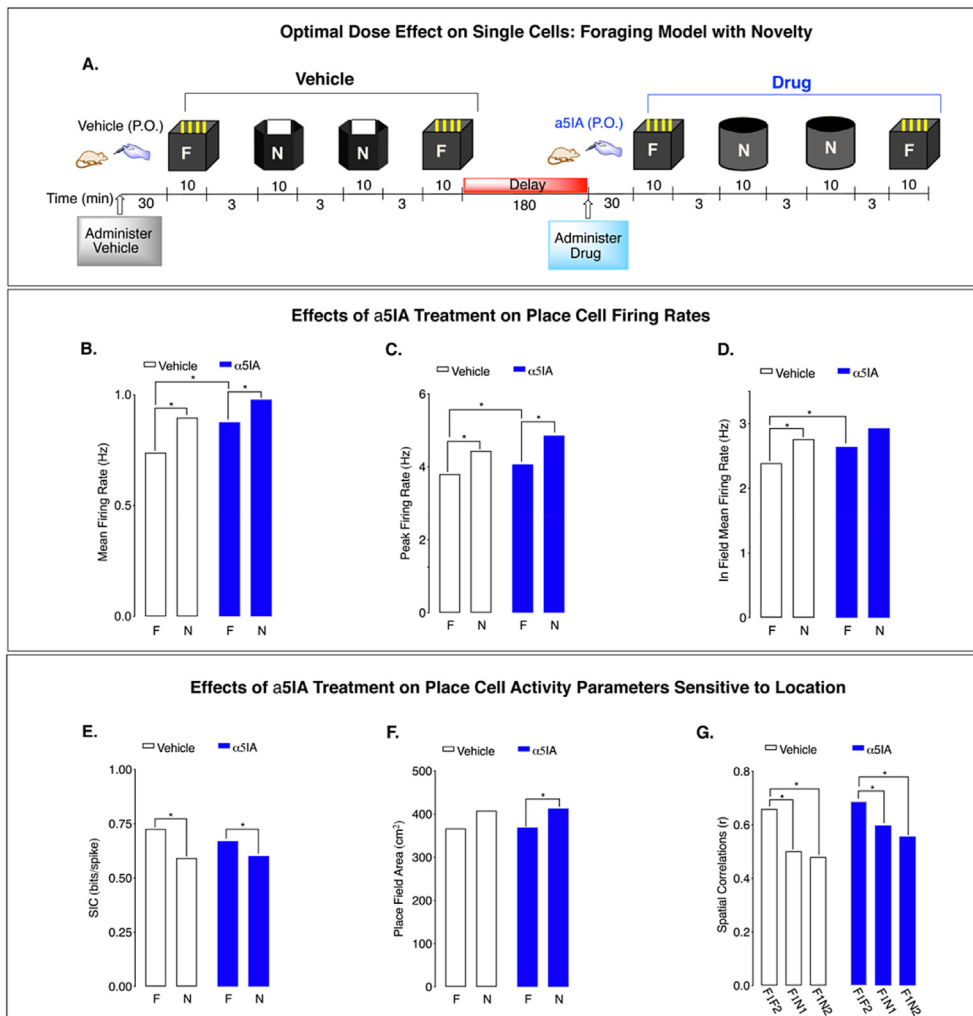 Optimal Dose Effect on Single Cells: Foraging Model with Novelty
A.
Vehicle
Drug
Vehicle (P.O.)
a5IA (P.O.)
F
N
N
F
F
N
N
F
10
10
10
10
Delay
10
10
10
10
Time (min)
30
3
3
3
180
30
3
3
3
Administer
Vehicle
Administer
Drug
Effects of a5IA Treatment on Place Cell Firing Rates
B.
Vehicle
α5IA
Mean Firing Rate (Hz)
1.0
0.5
0.0
*
*
*
F
N
F
N
C.
Vehicle
α5IA
Peak Firing Rate (Hz)
6
4
2
0
*
*
*
F
N
F
N
D.
Vehicle
α5IA
In Field Mean Firing Rate (Hz)
3
2
1
0
*
*
F
N
F
N
Effects of a5IA Treatment on Place Cell Activity Parameters Sensitive to Location
E.
Vehicle
α5IA
SIC (bits/spike)
1.00
0.75
0.50
0.25
0.00
*
*
F
N
F
N
F.
Vehicle
α5IA
Place Field Area (cm²)
500
400
300
200
100
0
*
F
N
F
N
G.
Vehicle
α5IA
Spatial Correlations (r)
0.8
0.6
0.4
0.2
0.0
*
*
*
*
F1F2
F1N1
F1N2
F1F2
F1N1
F1N2